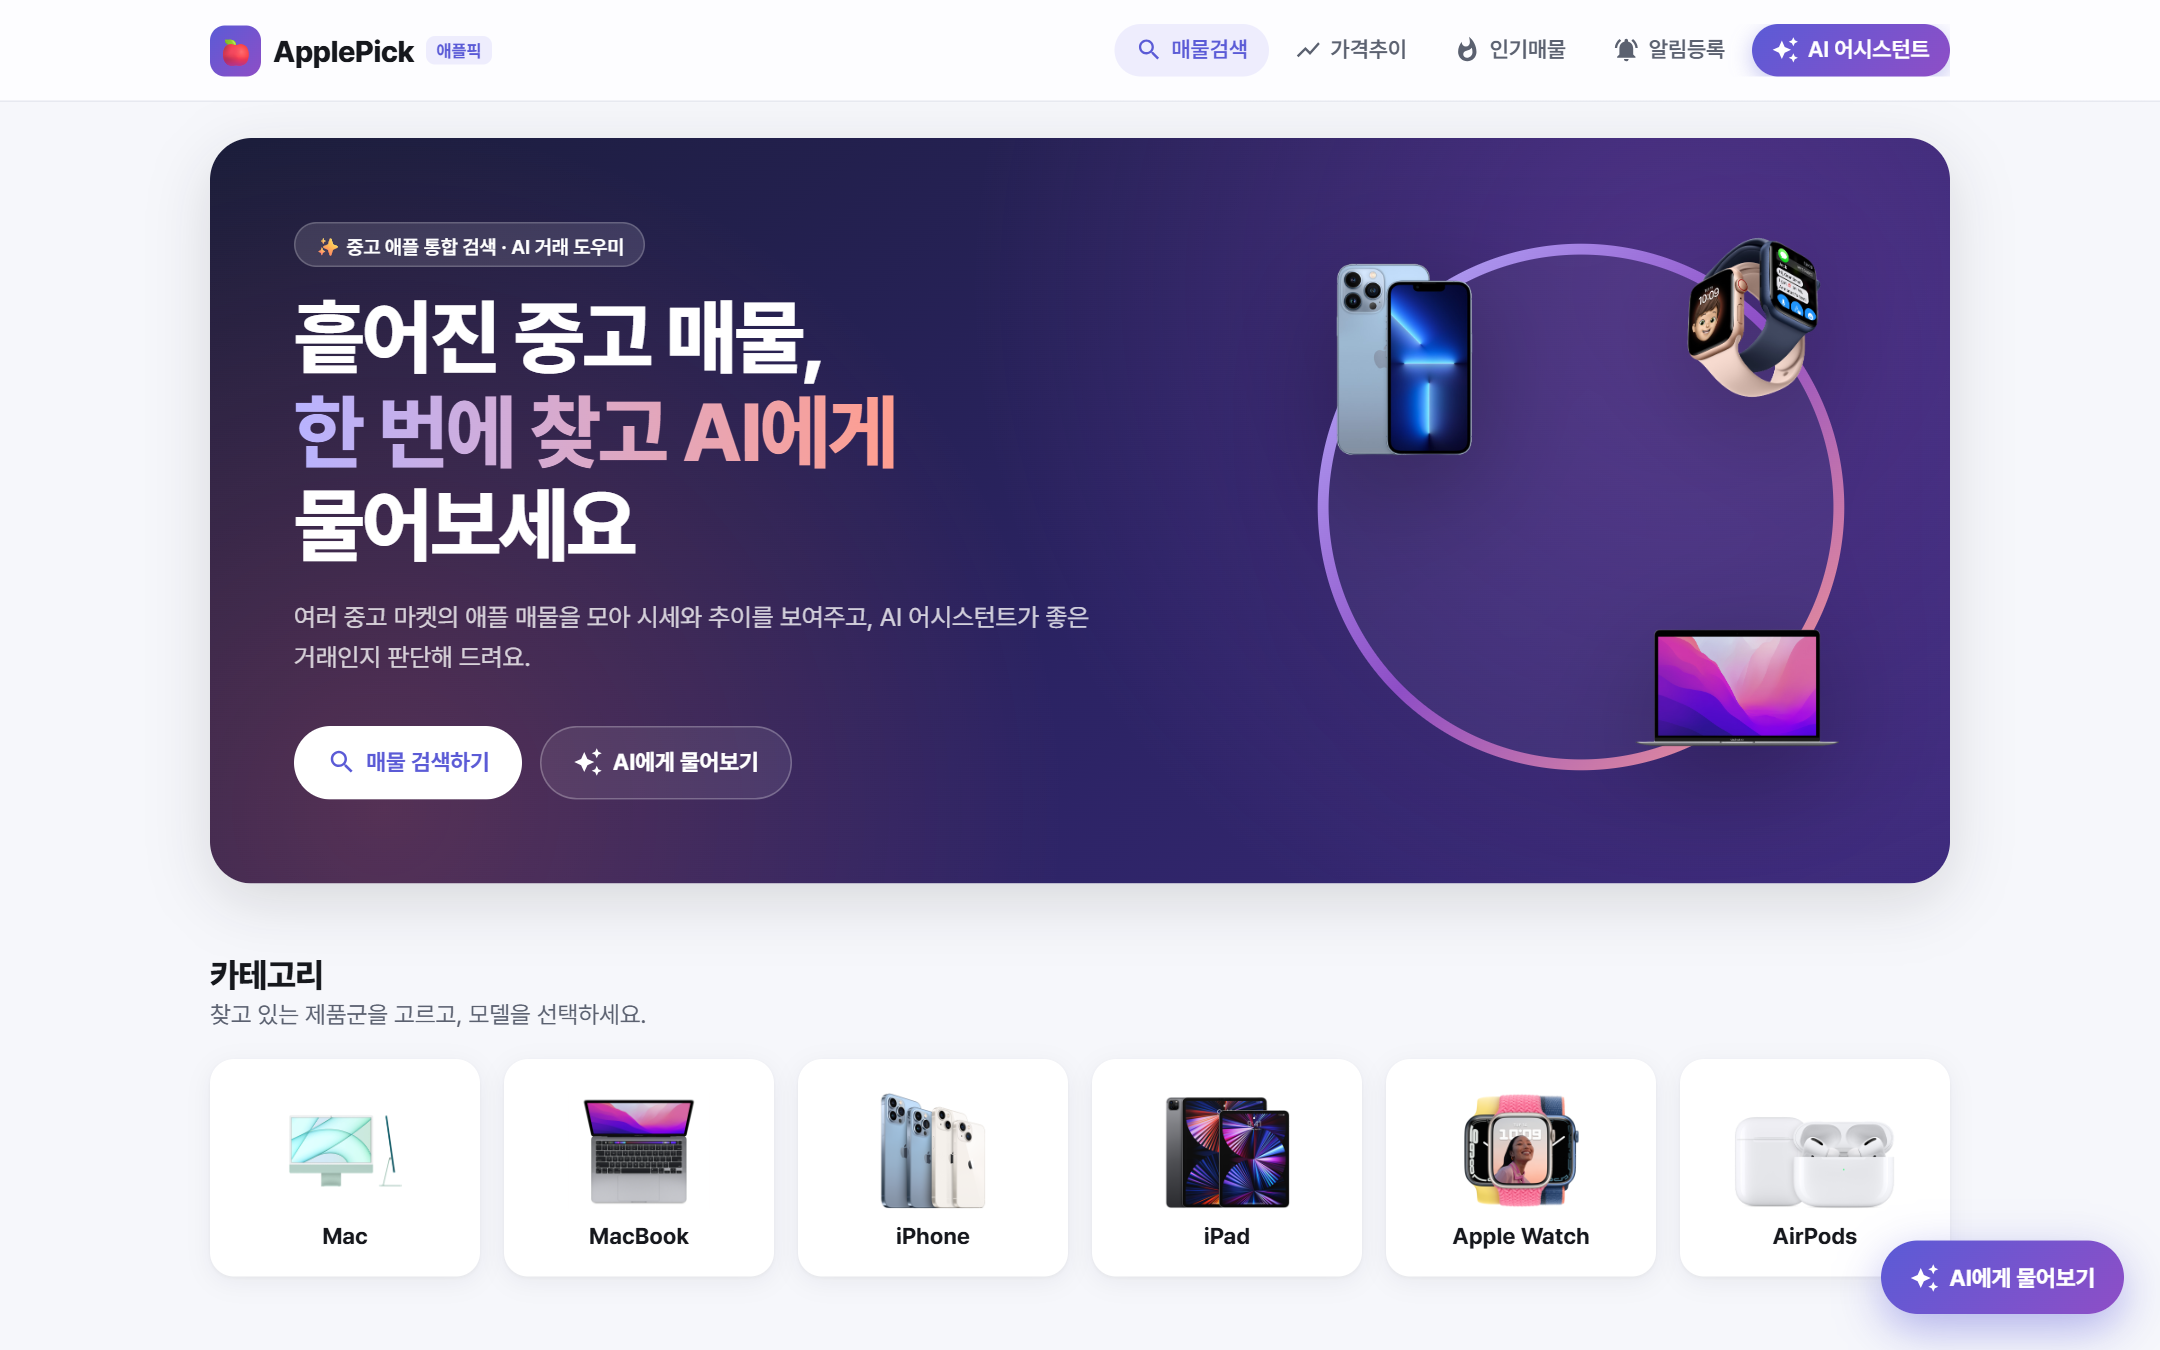 ApplePick 애플픽
매물검색 가격추이 인기매물 알림등록 AI 어시스턴트
✨ 중고 애플 통합 검색 · AI 거래 도우미
흩어진 중고 매물,
한 번에 찾고 AI에게
물어보세요
여러 중고 마켓의 애플 매물을 모아 시세와 추이를 보여주고, AI 어시스턴트가 좋은
거래인지 판단해 드려요.
매물 검색하기 AI에게 물어보기
10:09
카테고리
찾고 있는 제품군을 고르고, 모델을 선택하세요.
10:09
Mac MacBook iPhone iPad Apple Watch AirPods
AI에게 물어보기